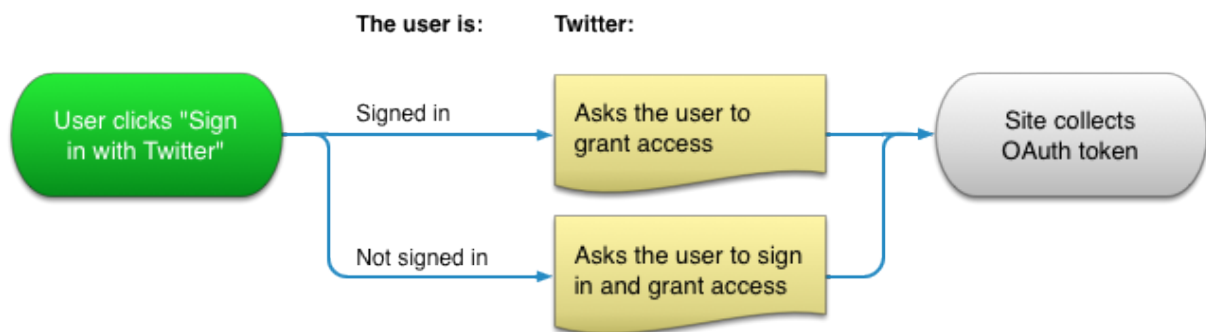 The user is: Twitter:
User clicks "Sign
in with Twitter"
Signed in
Asks the user to
grant access
Site collects
OAuth token
Not signed in
Asks the user to sign
in and grant access